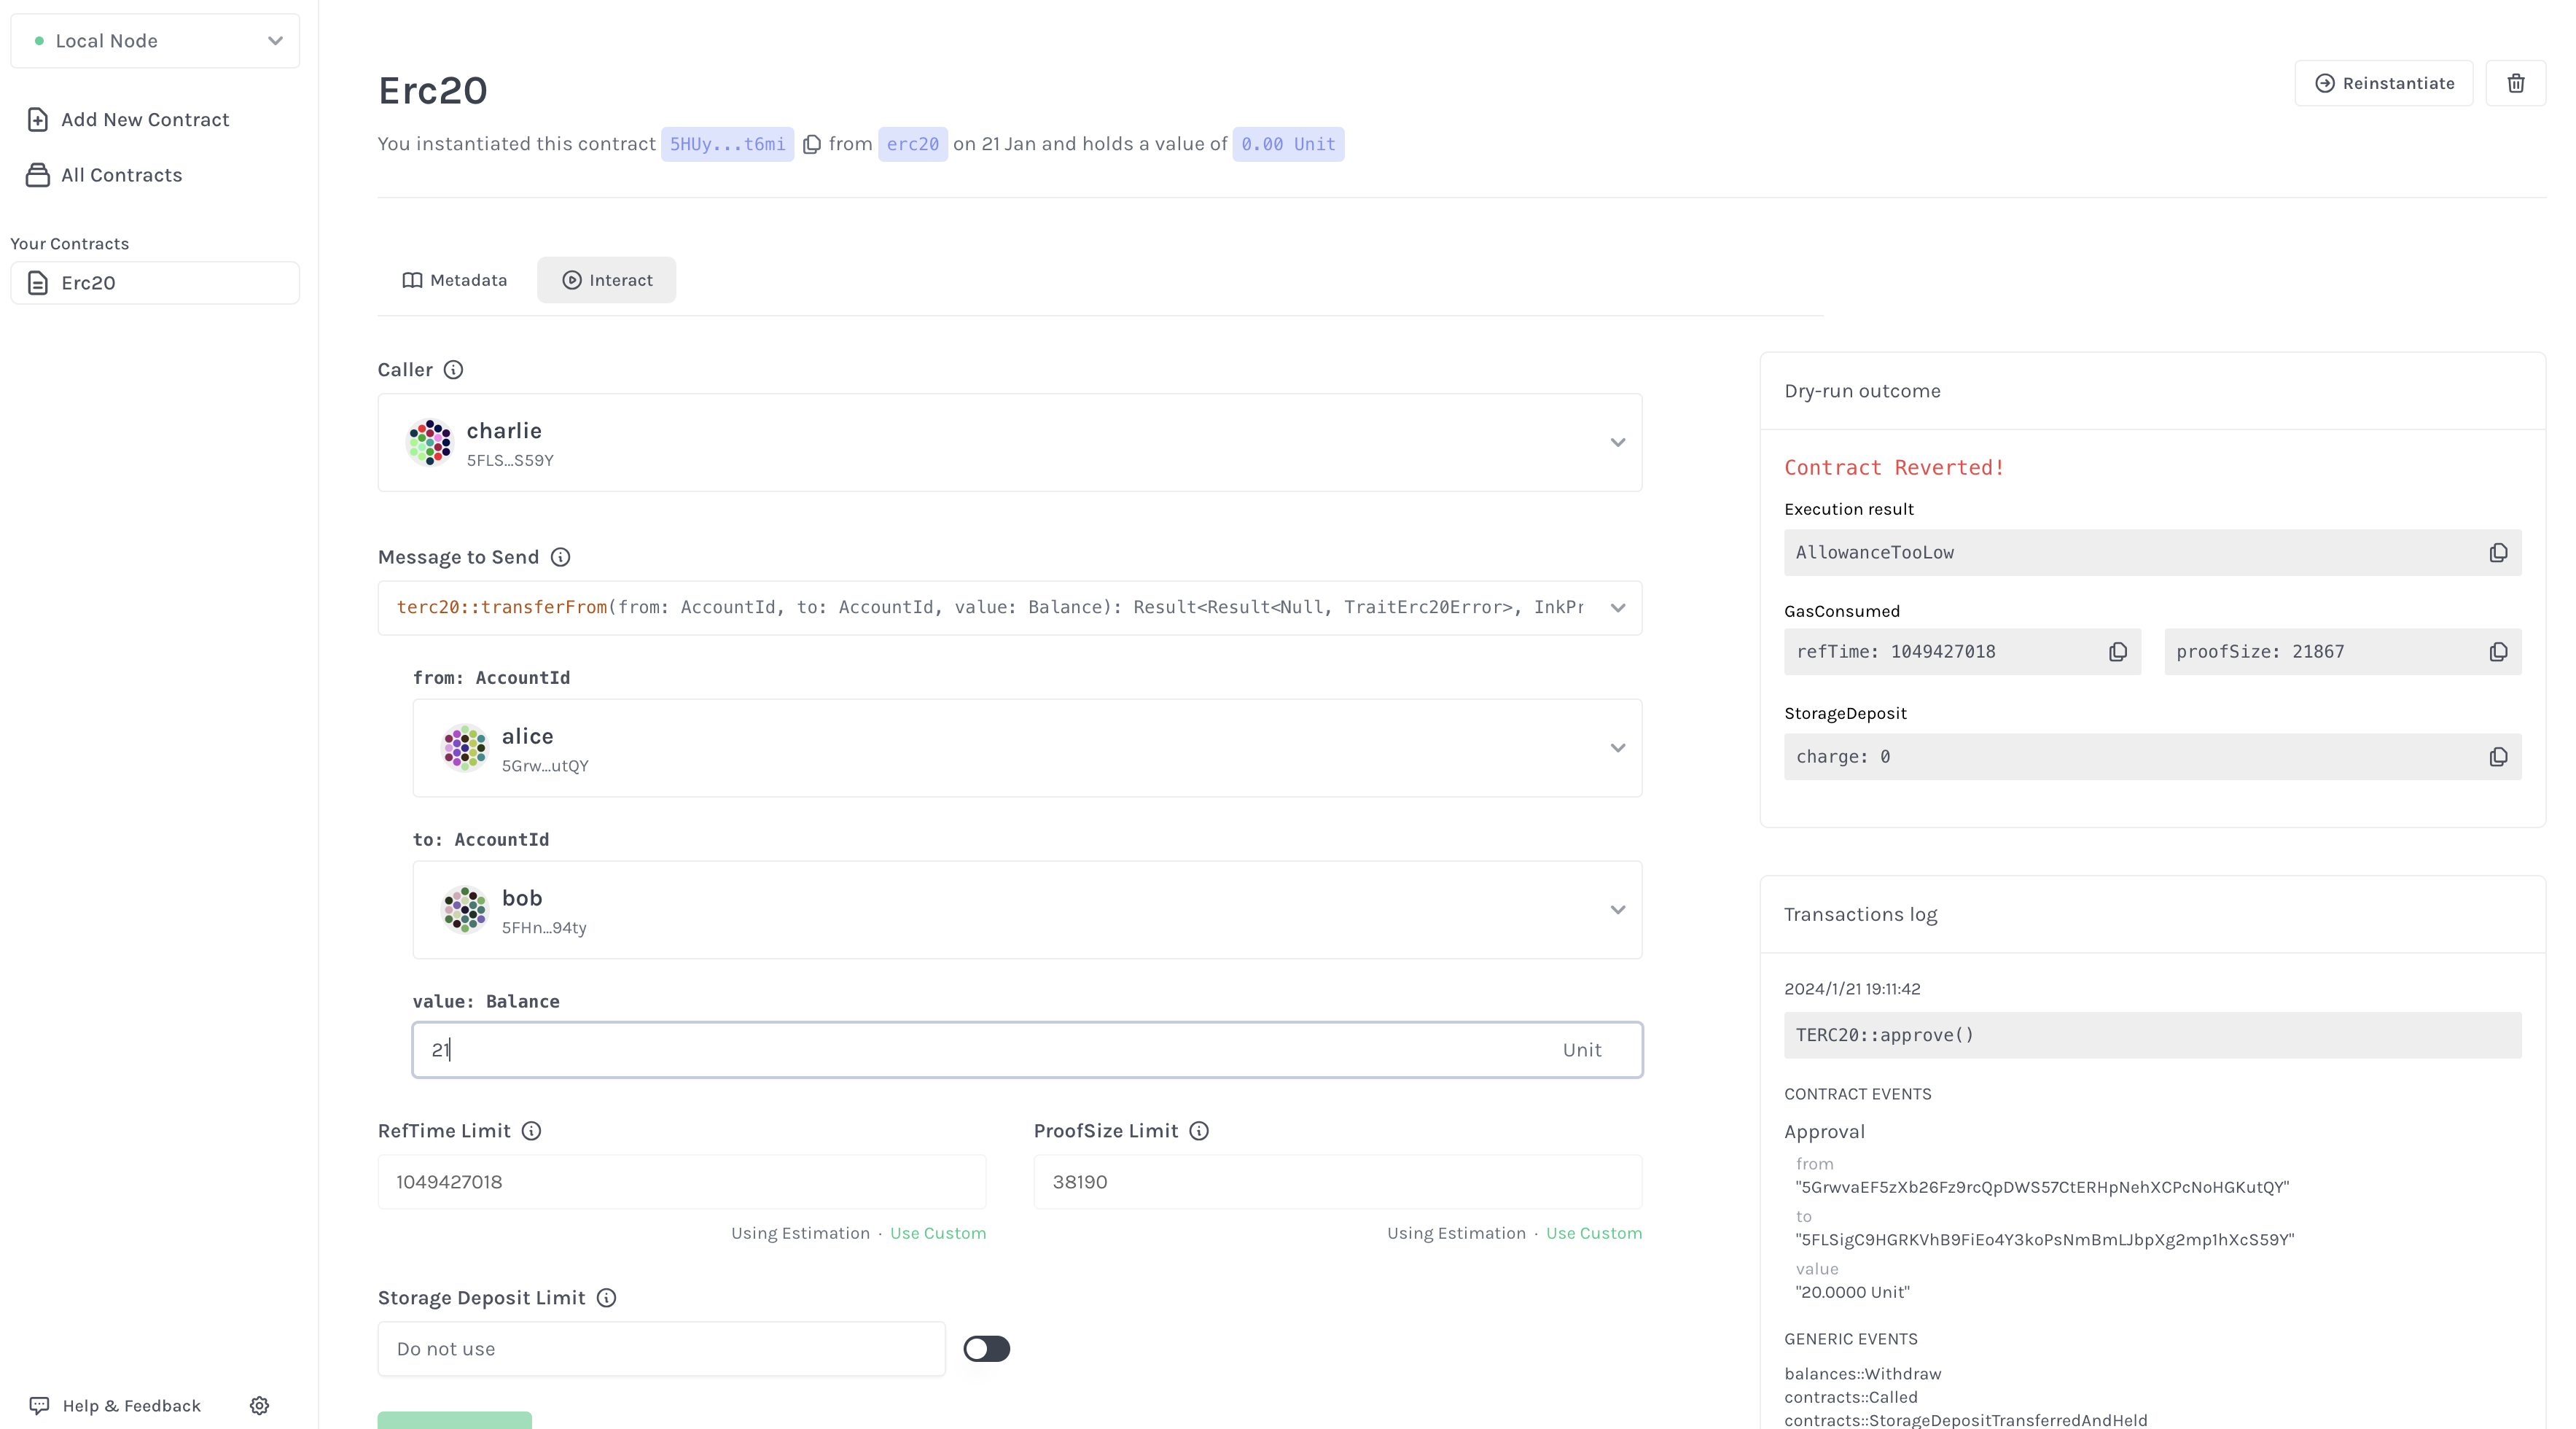 Local Node
Add New Contract
All Contracts
Your Contracts
Erc20
Help & Feedback
Erc20
You instantiated this contract 5HUy...t6mi from erc20 on 21 Jan and holds a value of 0.00 Unit
Reinstantiate
Metadata
Interact
Caller
charlie
5FLS...S59Y
Message to Send
terc20::transferFrom(from: AccountId, to: AccountId, value: Balance): Result<Result<Null, TraitErc20Error>, InkPr
from: AccountId
alice
5Grw...utQY
to: AccountId
bob
5FHn...94ty
value: Balance
21
Unit
RefTime Limit
1049427018
Using Estimation · Use Custom
ProofSize Limit
38190
Using Estimation · Use Custom
Storage Deposit Limit
Do not use
Dry-run outcome
Contract Reverted!
Execution result
AllowanceTooLow
GasConsumed
refTime: 1049427018
proofSize: 21867
StorageDeposit
charge: 0
Transactions log
2024/1/21 19:11:42
TERC20::approve()
CONTRACT EVENTS
Approval
from
"5GrwvaEF5zXb26Fz9rcQpDWS57CtERHpNehXCPcNoHGKutQY"
to
"5FLSigC9HGRKVhB9FiEo4Y3koPsNmBmLJbpXg2mp1hXcS59Y"
value
"20.0000 Unit"
GENERIC EVENTS
balances::Withdraw
contracts::Called
contracts::StorageDepositTransferredAndHeld